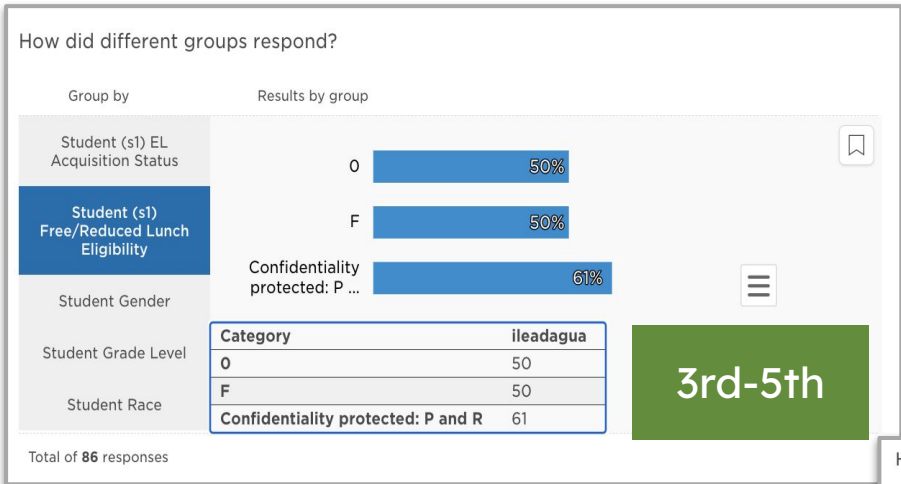 How did different groups respond?
Group by
Results by group
Student (s1) EL
Acquisition Status
Student (s1)
Free/Reduced Lunch
Eligibility
Student Gender
Student Grade Level
Student Race
0 50%
F 50%
Confidentiality
protected: P ... 61%
Category ileadagua
0 50
F 50
Confidentiality protected: P and R 61
3rd-5th
Total of 86 responses
H